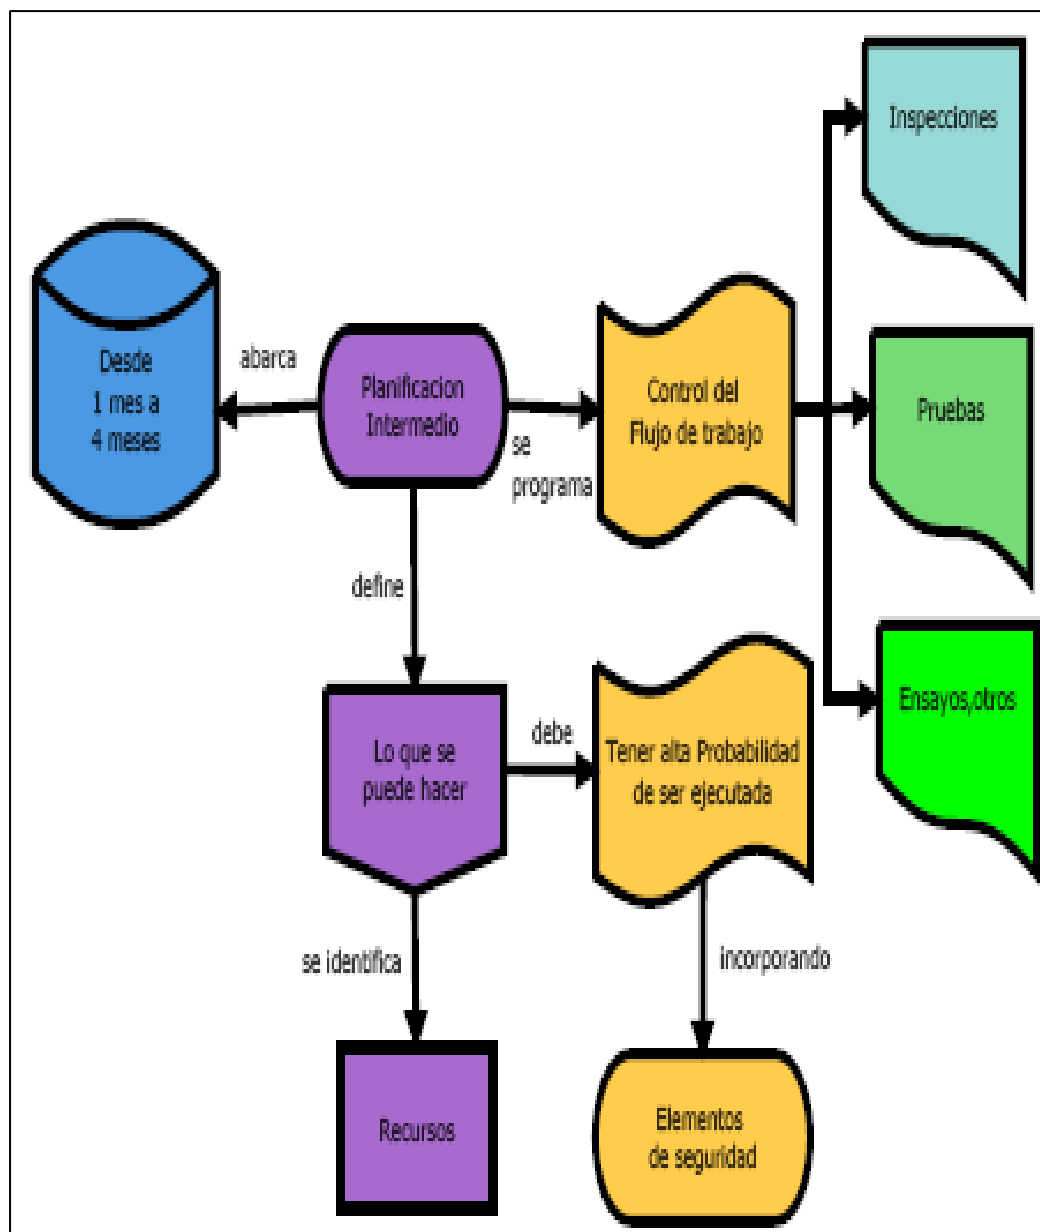 Inspecciones
Desde
1 mes a
4 meses
abarca
Planificacion
Intermedio
se
programa
Control del
Flujo de trabajo
Pruebas
define
Lo que se
puede hacer
debe
Tener alta Probabilidad
de ser ejecutada
Ensayos,otros
se identifica
incorporando
Recursos
Elementos
de seguridad